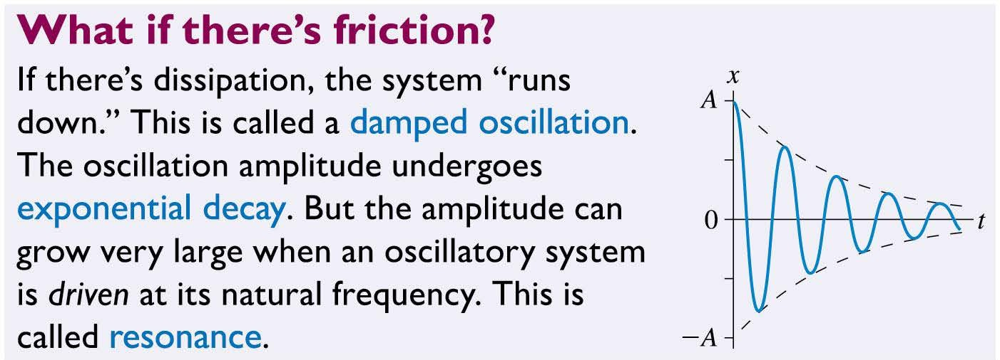 What if there’s friction?
If there’s dissipation, the system “runs
down.” This is called a damped oscillation.
The oscillation amplitude undergoes
exponential decay. But the amplitude can
grow very large when an oscillatory system
is driven at its natural frequency. This is
called resonance.
x
A
0
t
−A